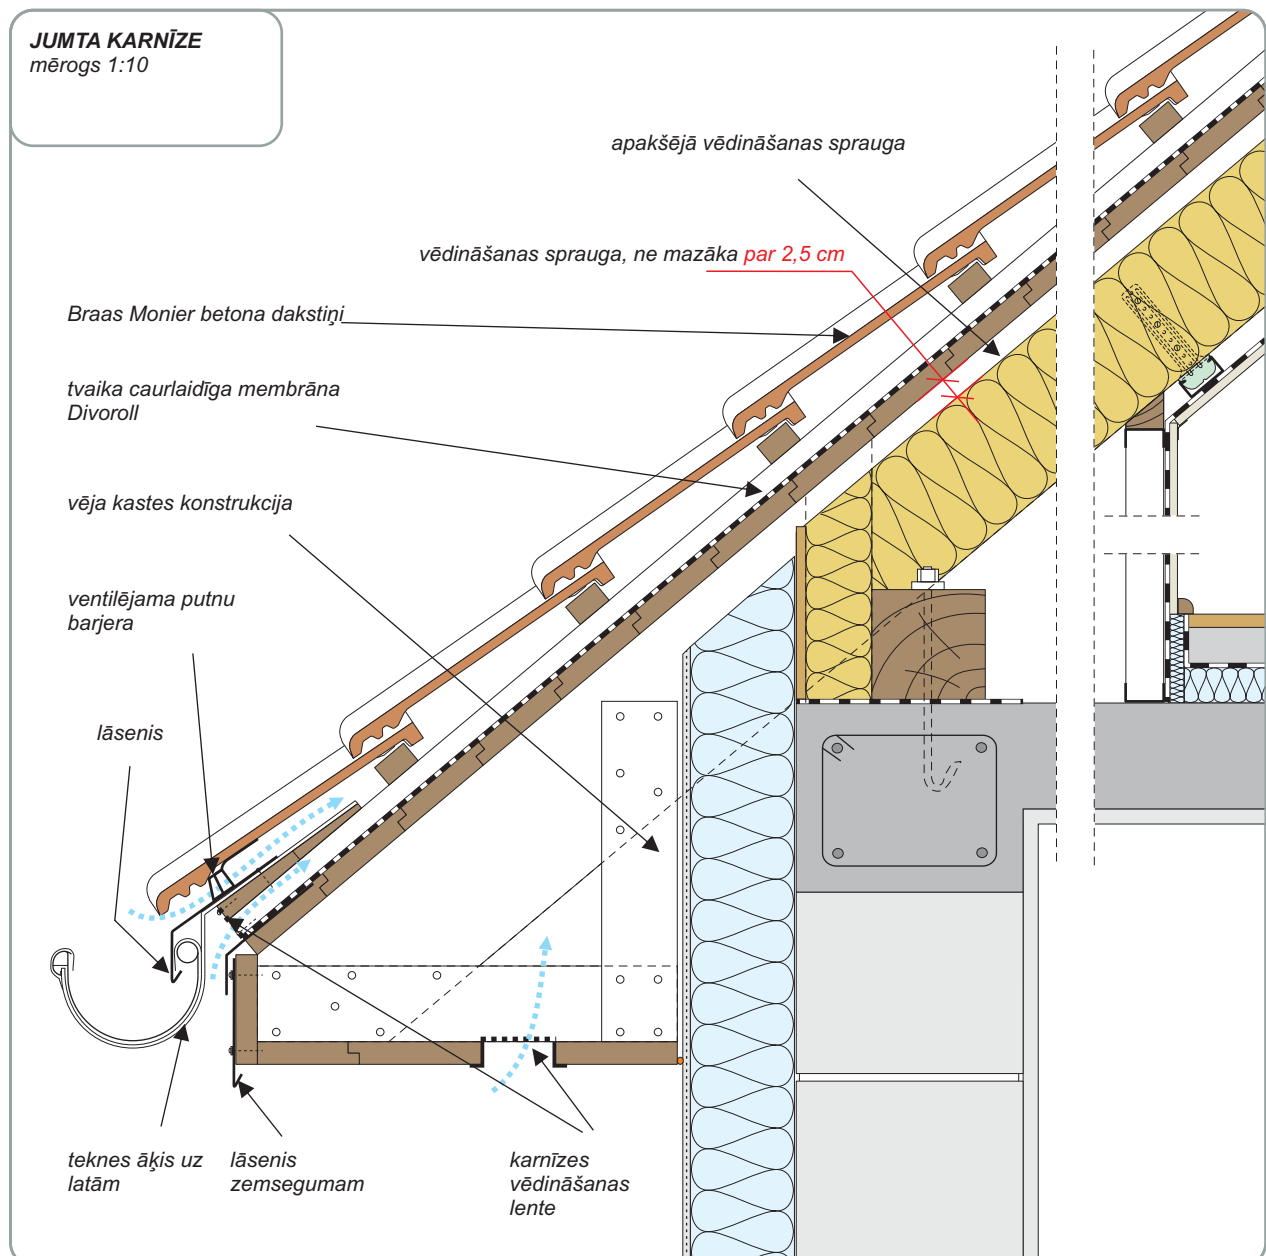 JUMTA KARNĪZE
mērogs 1:10
apakšējā vēdināšanas sprauga
vēdināšanas sprauga, ne mazāka par 2,5 cm
Braas Monier betona dakstiņi
tvaika caurlaidīga membrāna
Divoroll
vēja kastes konstrukcija
ventilējama putnu
barjera
lāsenis
teknes āķis uz
latām
lāsenis
zemsegumam
karnīzes
vēdināšanas
lente